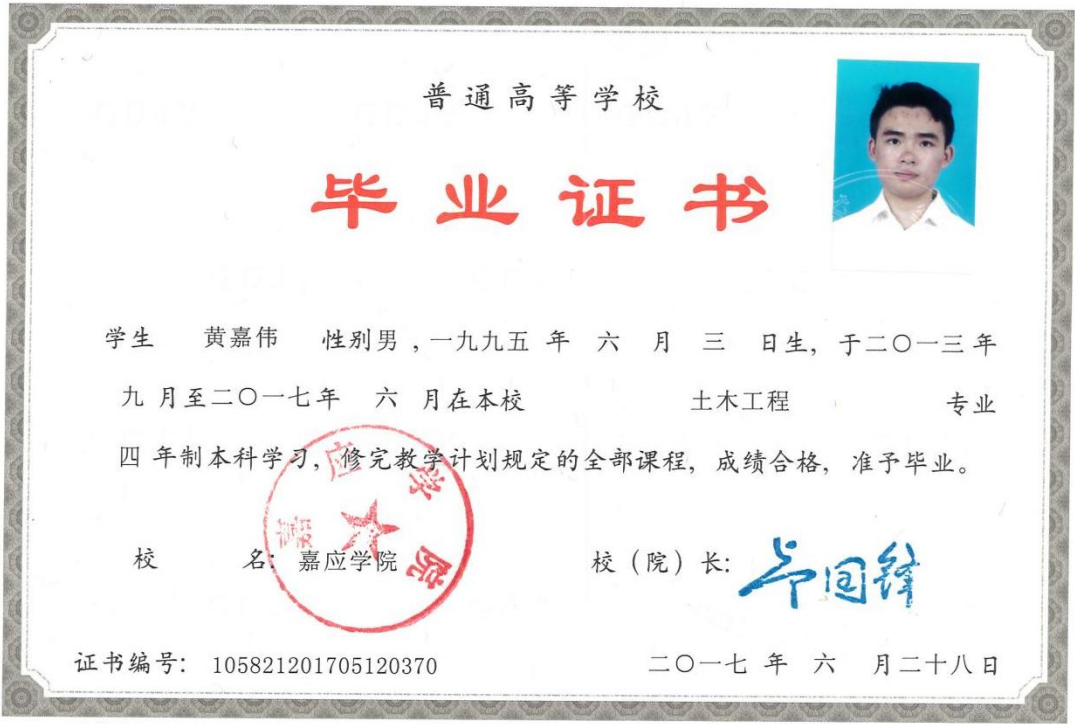 普通高等学校
毕业证书
学生 黄嘉伟 性别男，一九九五 年 六 月 三 日生，于二〇一三年
九 月至二〇一七年 六 月在本校 土木工程 专业
四 年制本科学习，修完教学计划规定的全部课程，成绩合格，准予毕业。
嘉应学院
校 名：嘉应学院 校（院）长：
证书编号：105821201705120370 二〇一七 年 六 月二十八日